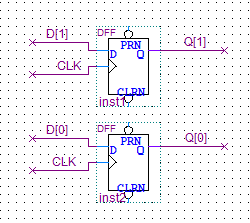 D[1]
DFF
Q[1]
PRN
D Q
CLK
CLRN
inst1
D[0]
DFF
Q[0]
PRN
D Q
CLK
CLRN
inst2